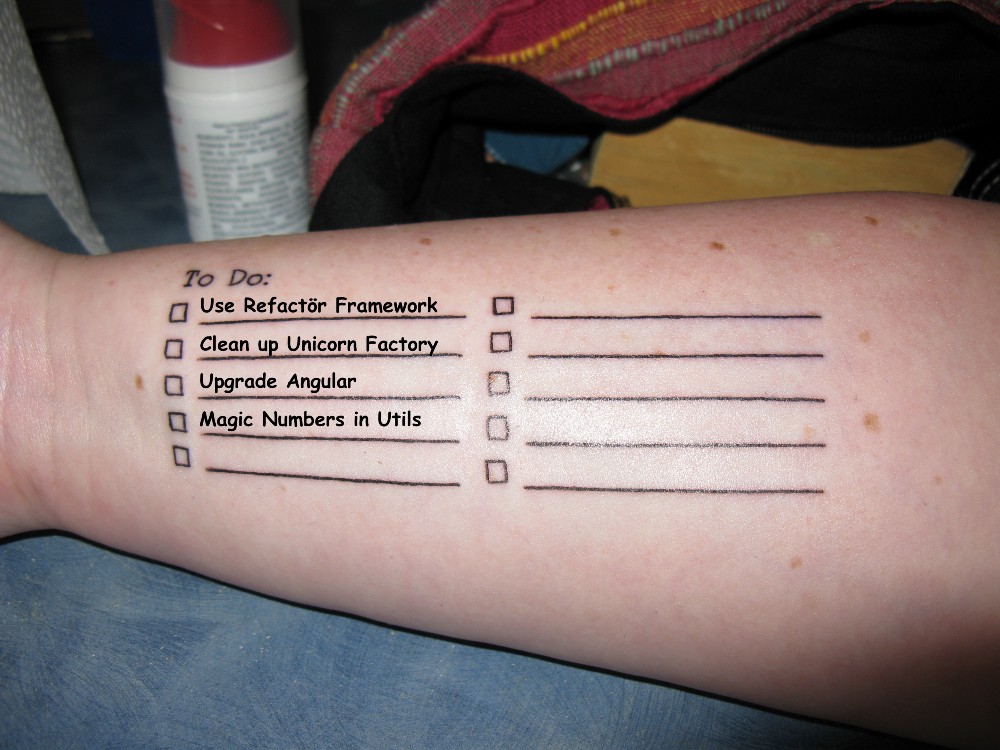 To Do:
Use Refactör Framework
Clean up Unicorn Factory
Upgrade Angular
Magic Numbers in Utils